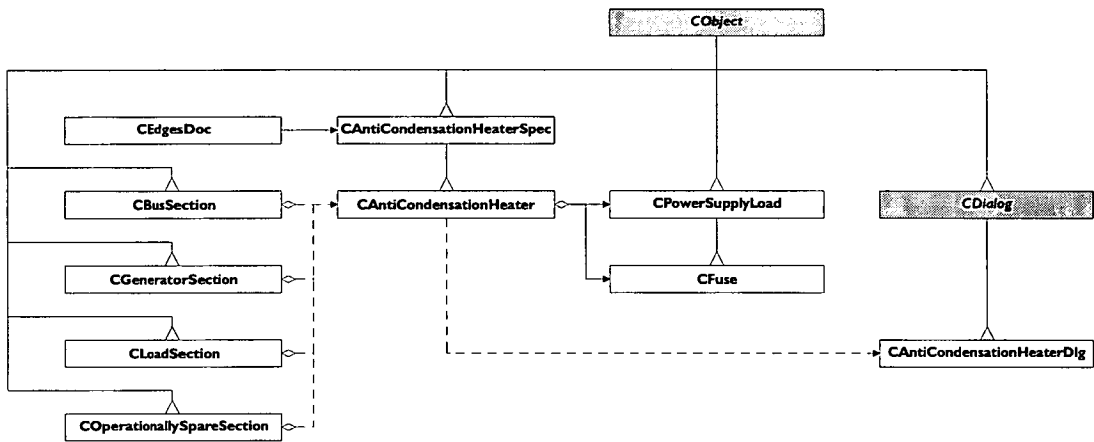 CObject
CEdgesDoc
CAntiCondensationHeaterSpec
CBusSection
CAntiCondensationHeater
CPowerSupplyLoad
CDialog
CGeneratorSection
CFuse
CLoadSection
CAntiCondensationHeaterDlg
COperationallySpareSection